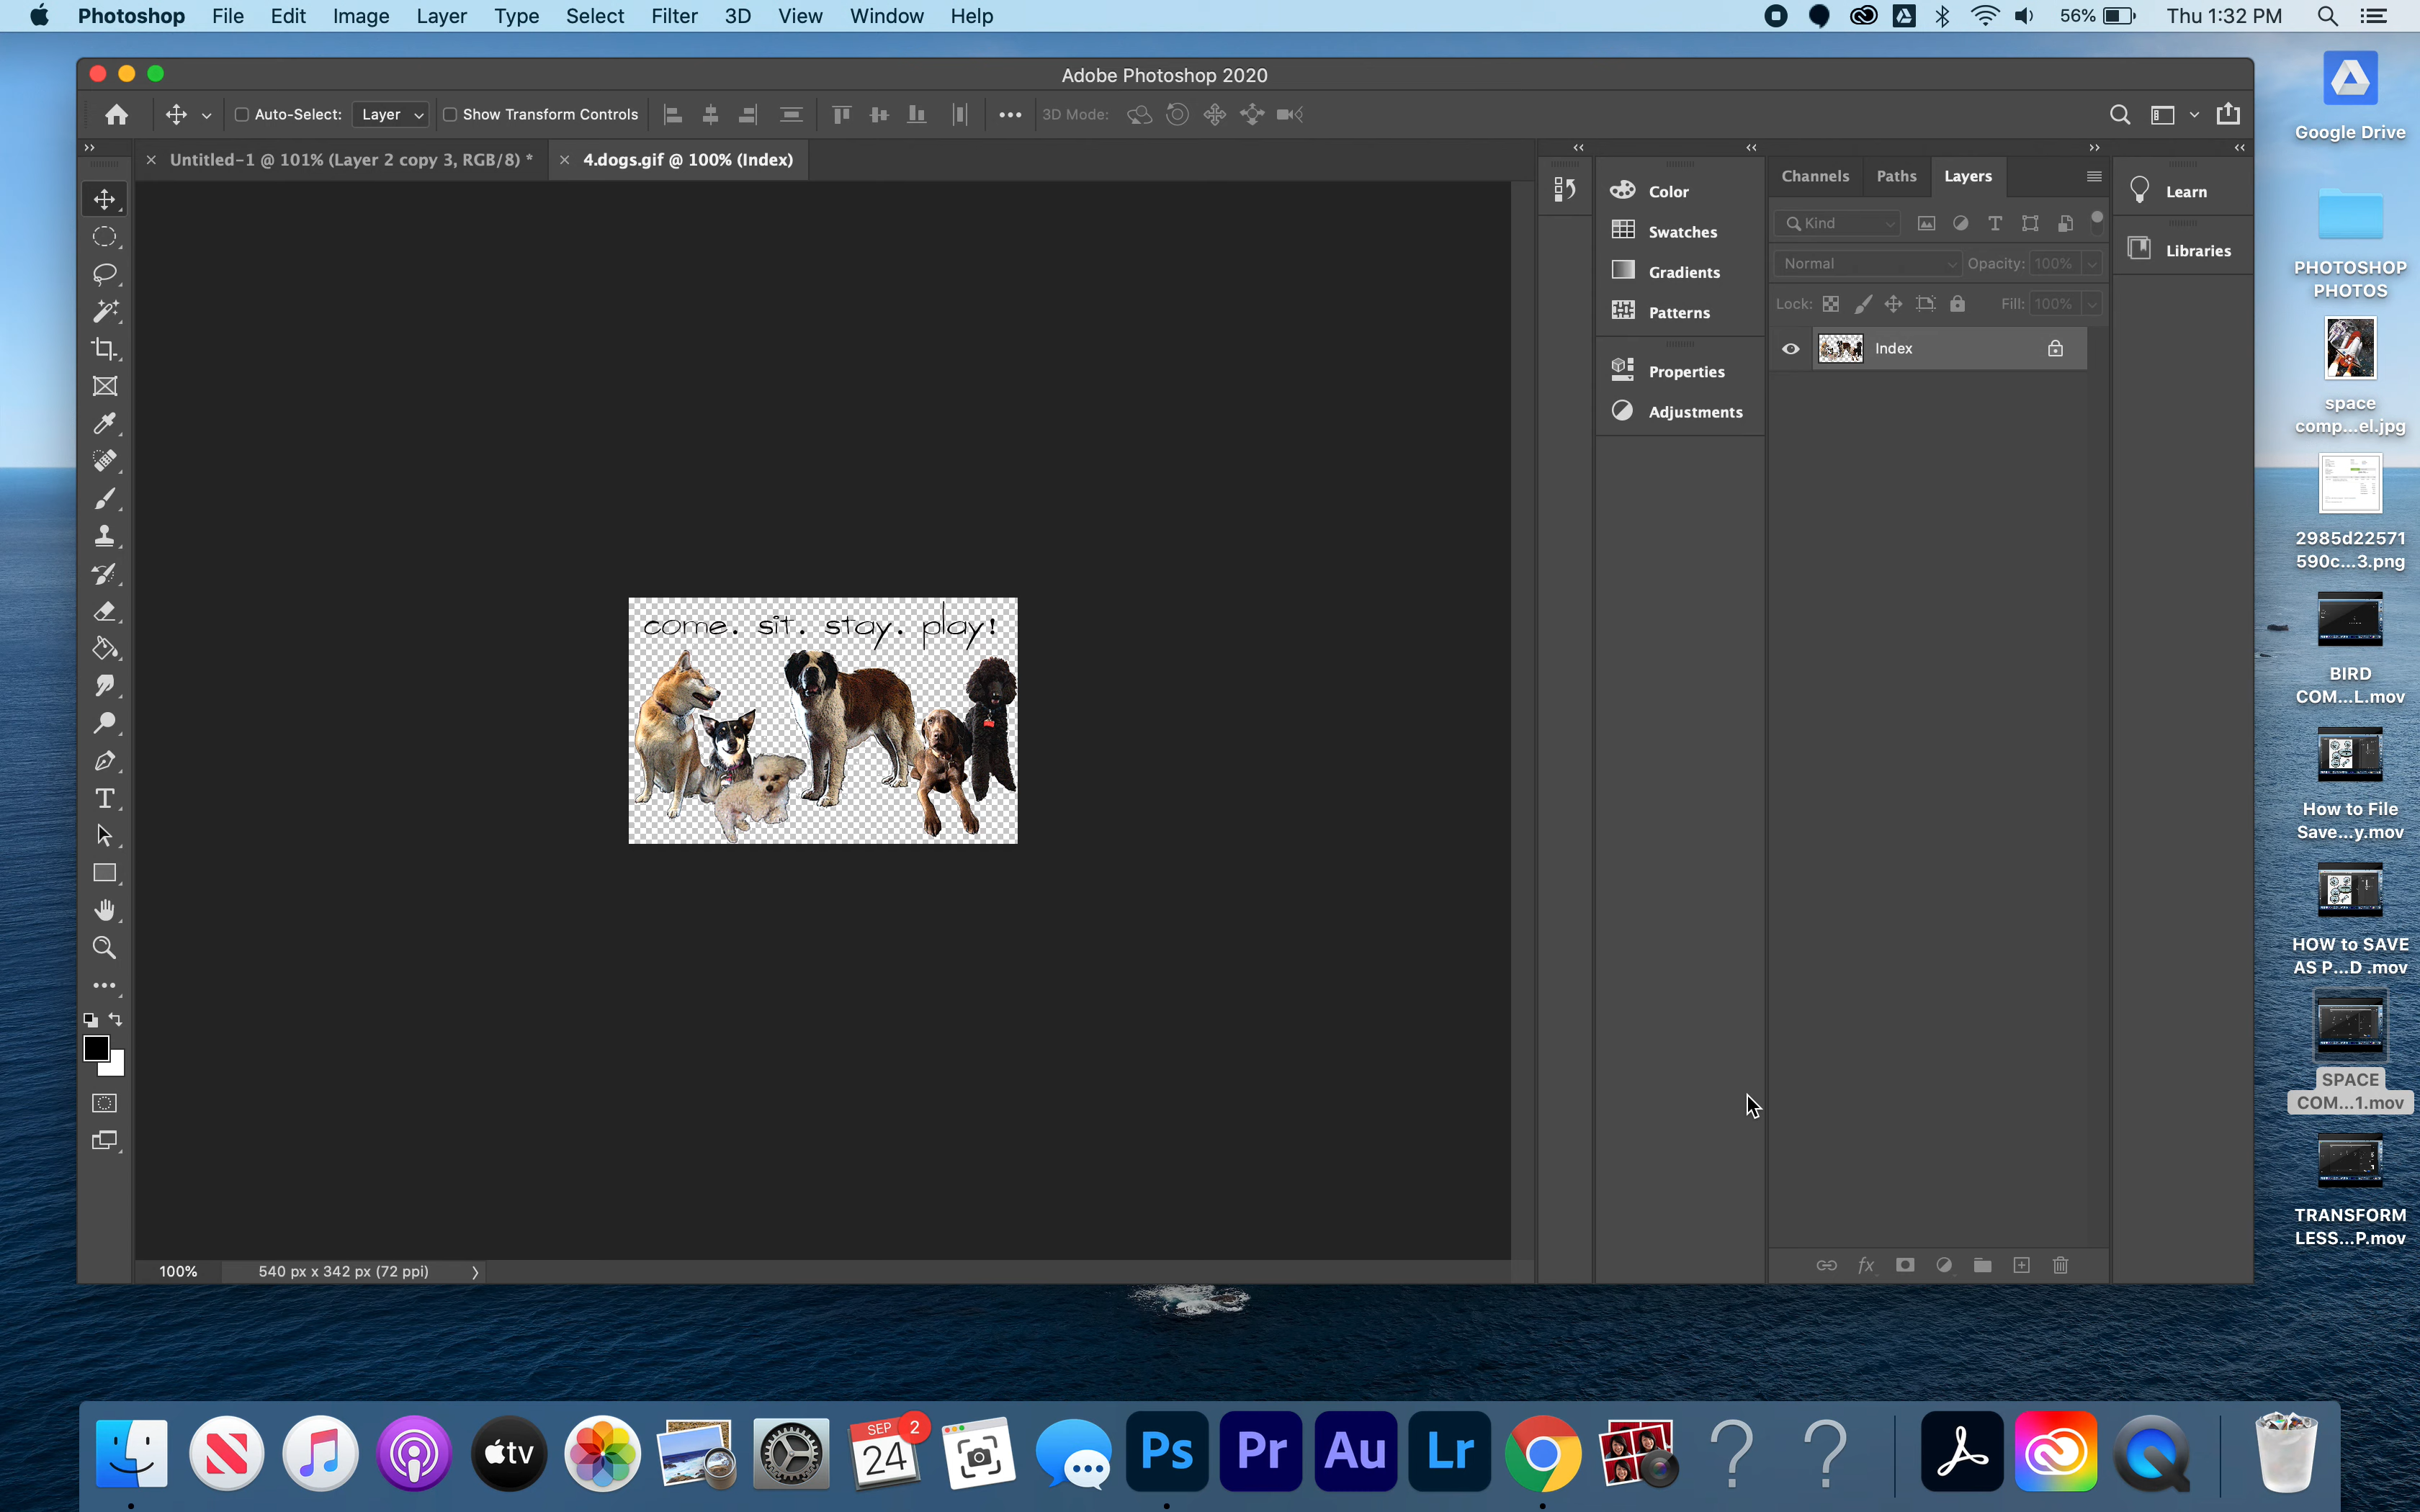 Photoshop File Edit Image Layer Type Select Filter 3D View Window Help 56% Thu 1:32 PM
Adobe Photoshop 2020
Auto-Select: Layer Show Transform Controls 3D Mode:
Untitled-1 @ 101% (Layer 2 copy 3, RGB/8) * 4.dogs.gif @ 100% (Index)
come. sit. stay. play!
100% 540 px x 342 px (72 ppi)
Color
Swatches
Gradients
Patterns
Properties
Adjustments
Channels Paths Layers
Kind
Normal Opacity: 100%
Lock: Fill: 100%
Index
Learn
Libraries
Google Drive
PHOTOSHOP
PHOTOS
space
comp...el.jpg
2985d22571
590c...3.png
BIRD
COM...L.mov
How to File
Save...y.mov
HOW to SAVE
AS P...D .mov
SPACE
COM...1.mov
TRANSFORM
LESS...P.mov
tv SEP 2
24 Ps Pr Au Lr ? ?